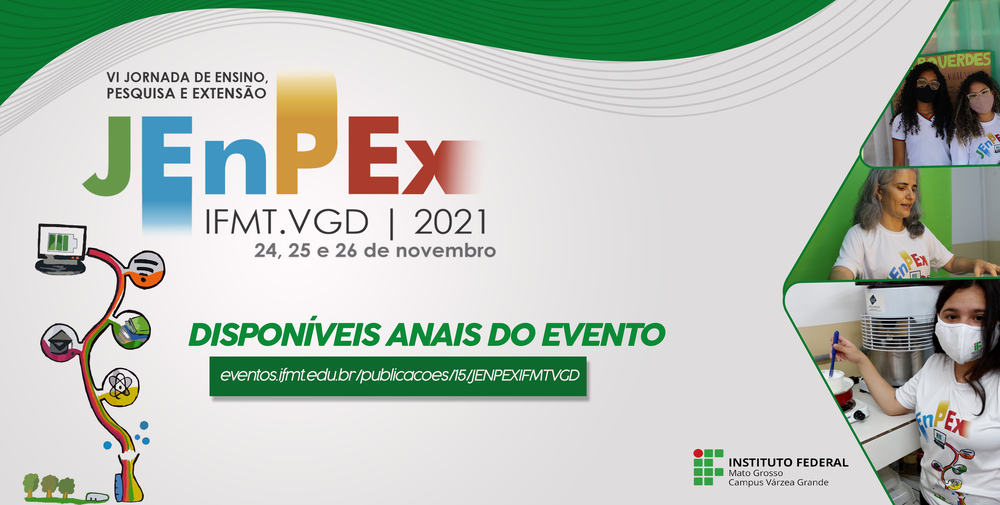 VI JORNADA DE ENSINO,
PESQUISA E EXTENSÃO
JEnPEx
IFMT.VGD | 2021
24, 25 e 26 de novembro
DISPONÍVEIS ANAIS DO EVENTO
eventos.ifmt.edu.br/publicacoes/15/JENPEXIFMTVGD
INSTITUTO FEDERAL
Mato Grosso
Campus Várzea Grande
JEnPEx